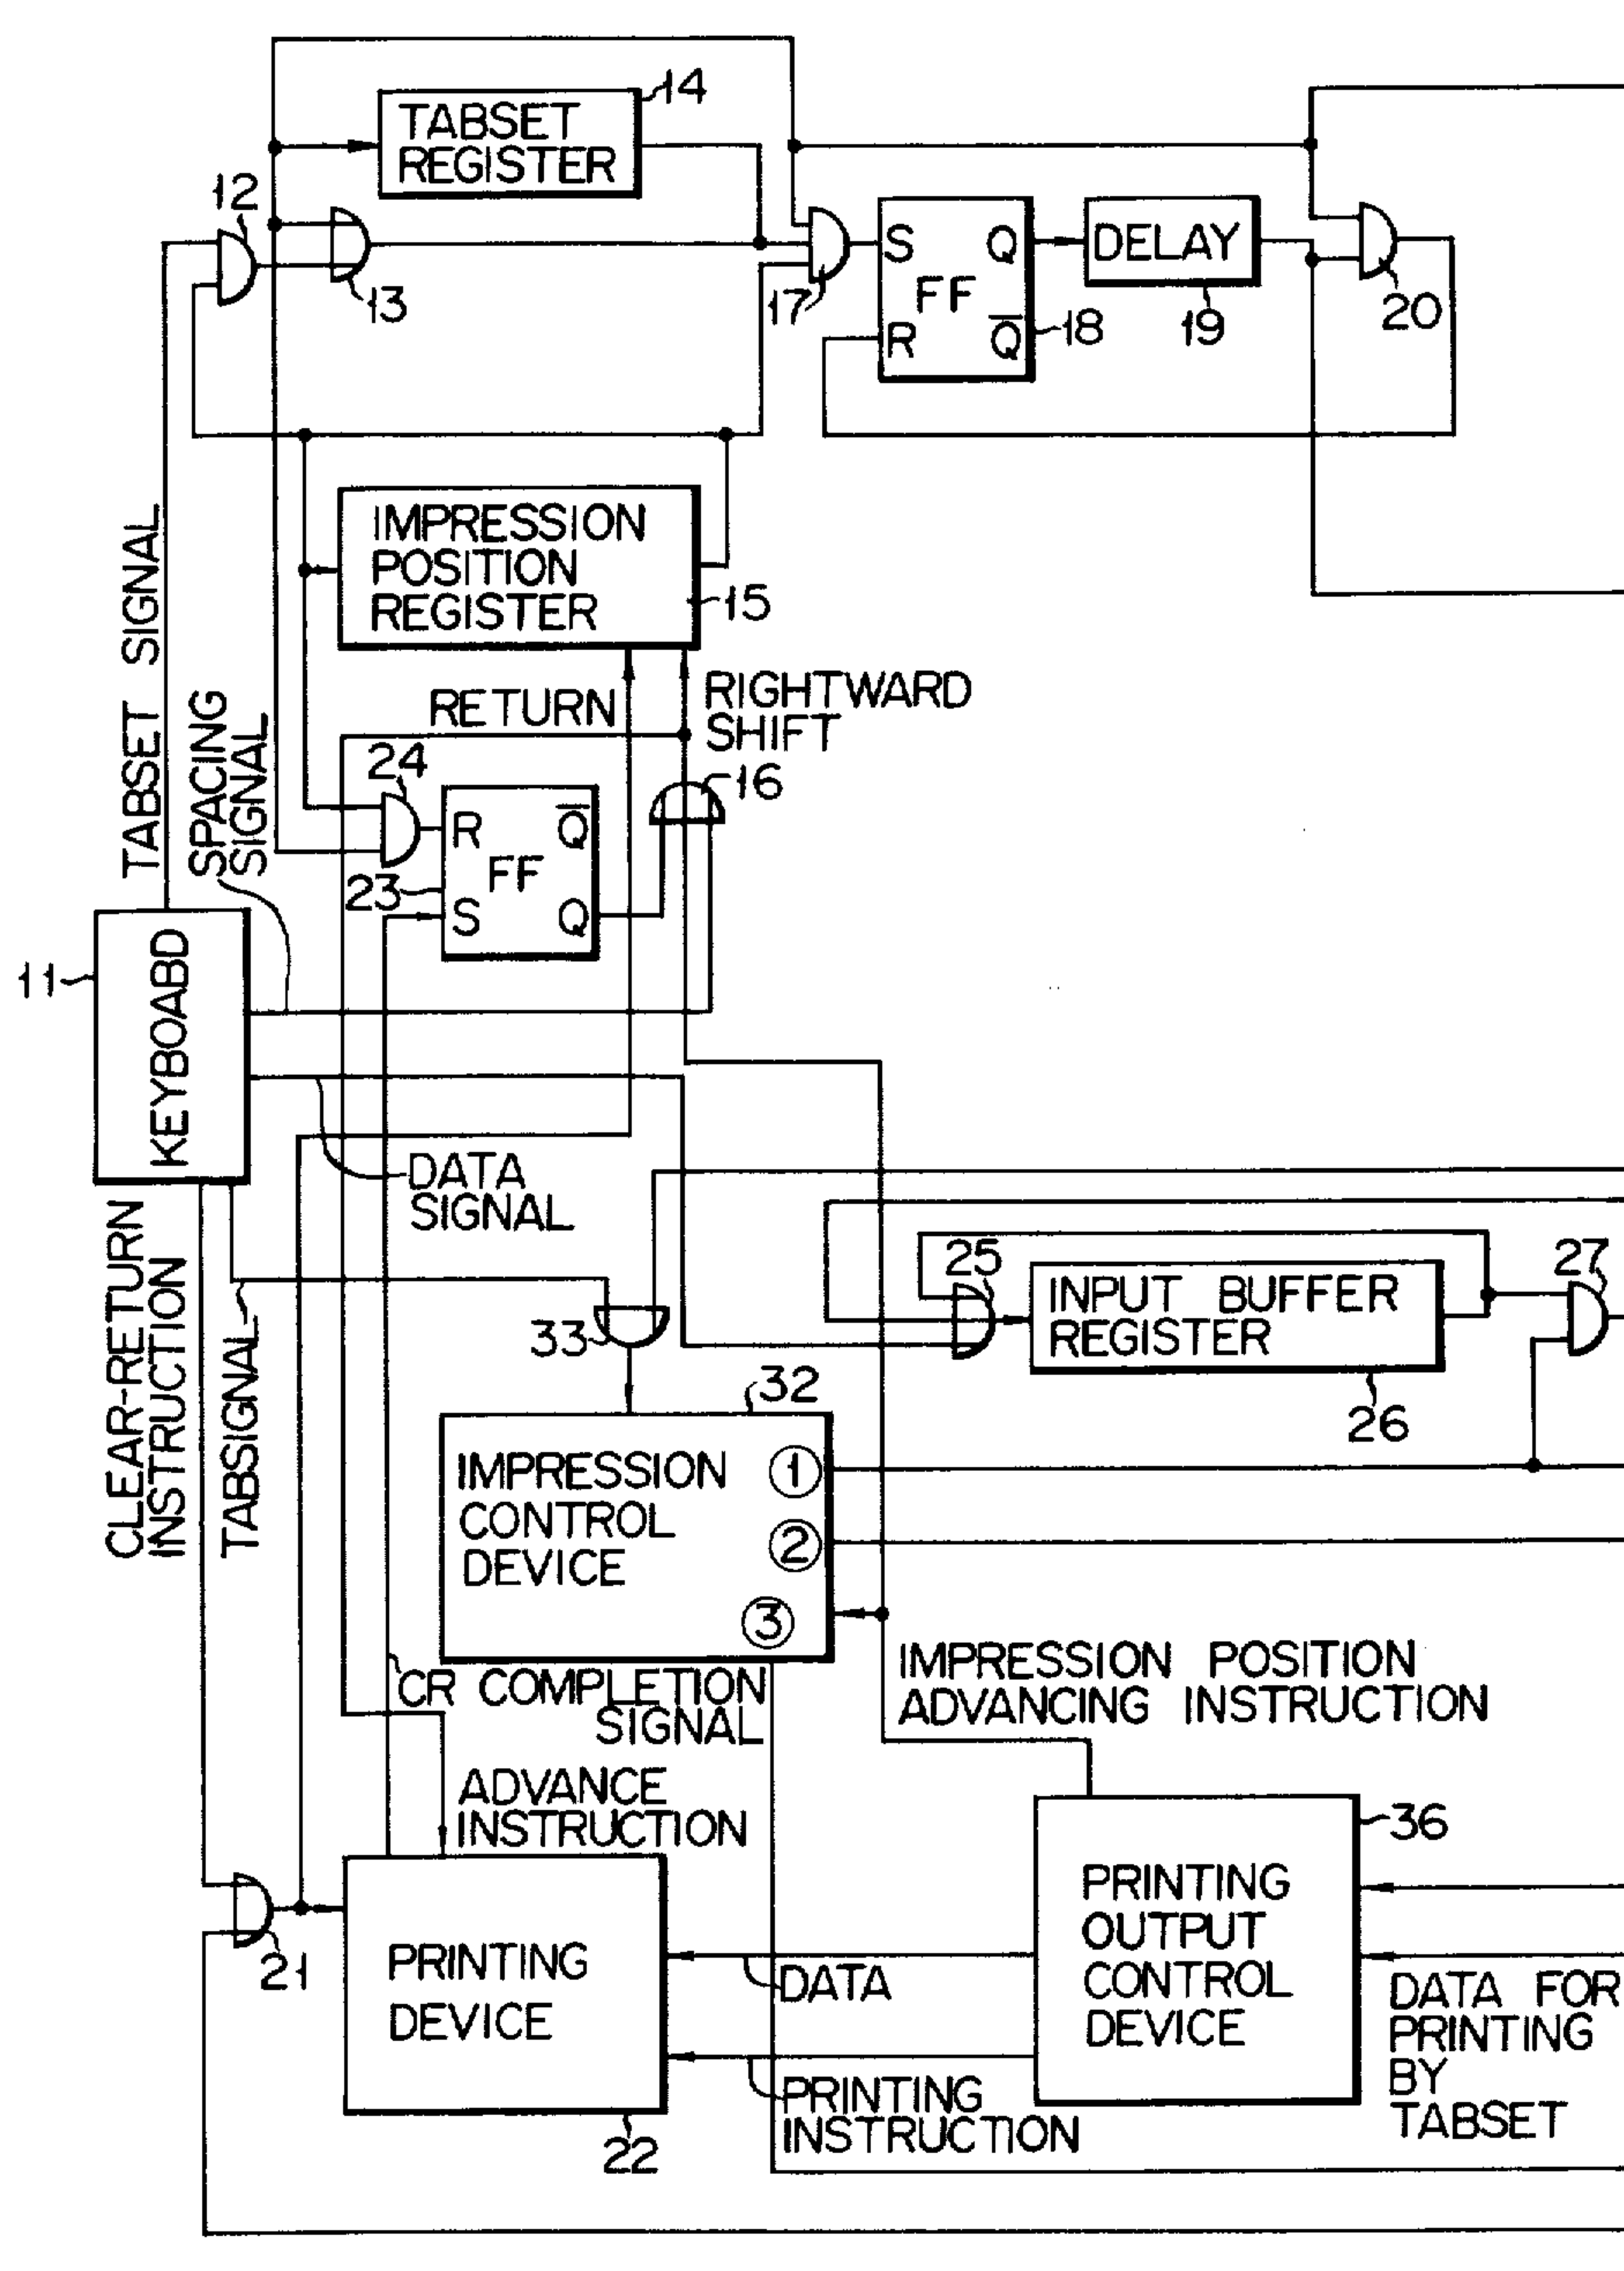 14
TABSET
REGISTER
12
13
17
S
Q
FF
R
Q̅
18
DELAY
19
20
IMPRESSION
POSITION
REGISTER
15
TABSET SIGNAL
SPACING
SIGNAL
RETURN
RIGHTWARD
SHIFT
24
16
R
Q̅
FF
23
S
Q
11
KEYBOABD
DATA
SIGNAL
CLEAR-RETURN
INSTRUCTION
TABSIGNAL
33
25
INPUT BUFFER
REGISTER
26
27
32
IMPRESSION
CONTROL
DEVICE
①
②
③
CR COMPLETION
SIGNAL
IMPRESSION POSITION
ADVANCING INSTRUCTION
ADVANCE
INSTRUCTION
36
21
PRINTING
DEVICE
22
DATA
PRINTING
INSTRUCTION
PRINTING
OUTPUT
CONTROL
DEVICE
DATA FOR
PRINTING
BY
TABSET